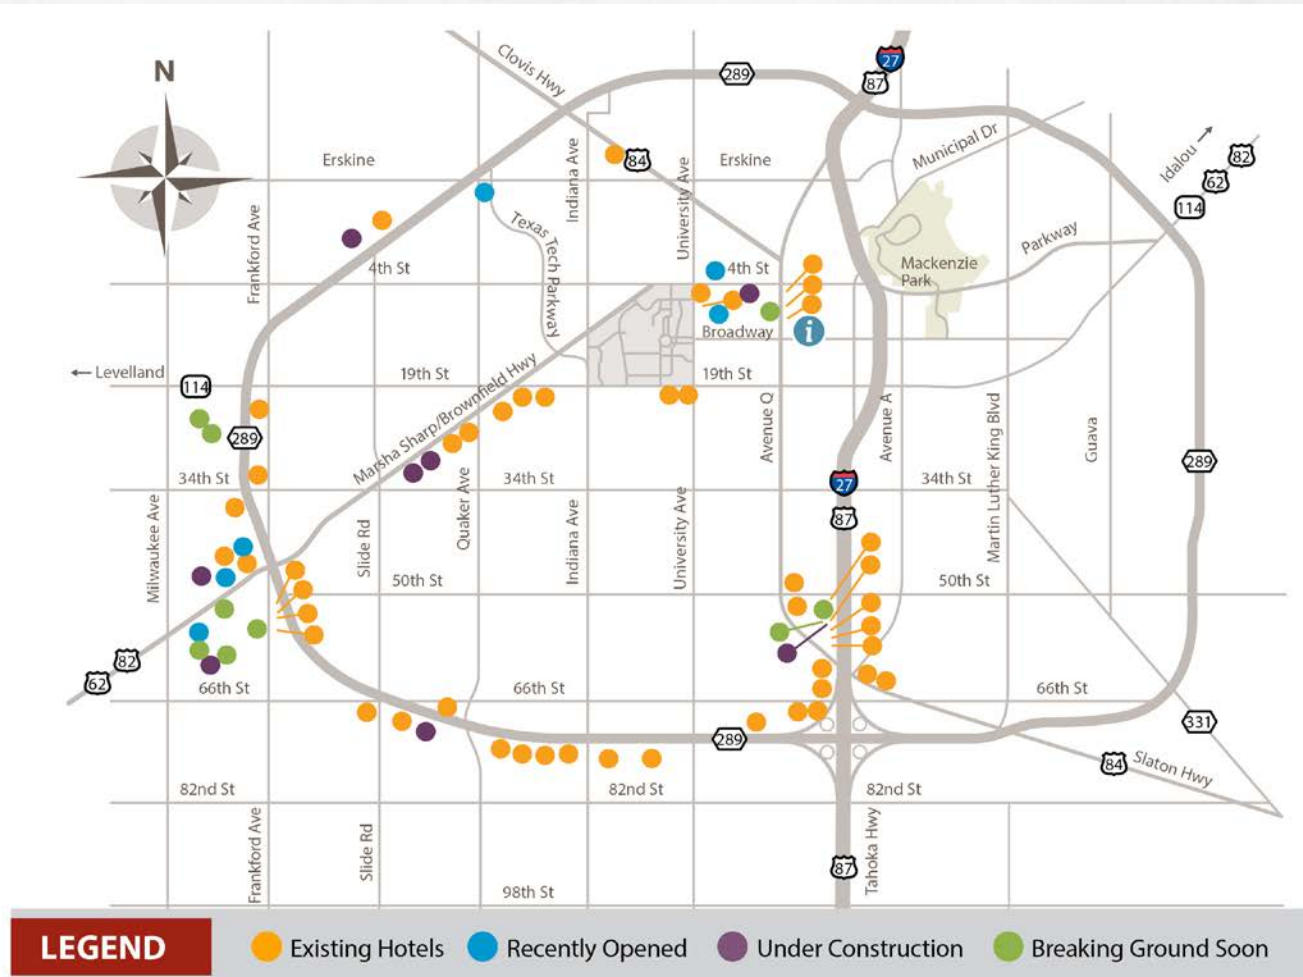 N
Clovis Hwy
289
27
87
Municipal Dr
Idalou
82
62
114
84
Erskine
Erskine
Indiana Ave
University Ave
Texas Tech Parkway
Frankford Ave
4th St
4th St
Mackenzie
Park
Parkway
Broadway
i
Levelland
114
19th St
19th St
Marsha Sharp/Brownfield Hwy
Avenue Q
Avenue A
Martin Luther King Blvd
Guava
289
289
34th St
34th St
34th St
27
87
Milwaukee Ave
Slide Rd
Quaker Ave
Indiana Ave
University Ave
50th St
50th St
82
62
66th St
66th St
66th St
289
331
84
Slaton Hwy
82nd St
82nd St
82nd St
Frankford Ave
Slide Rd
Tahoka Hwy
87
98th St
LEGEND
Existing Hotels
Recently Opened
Under Construction
Breaking Ground Soon